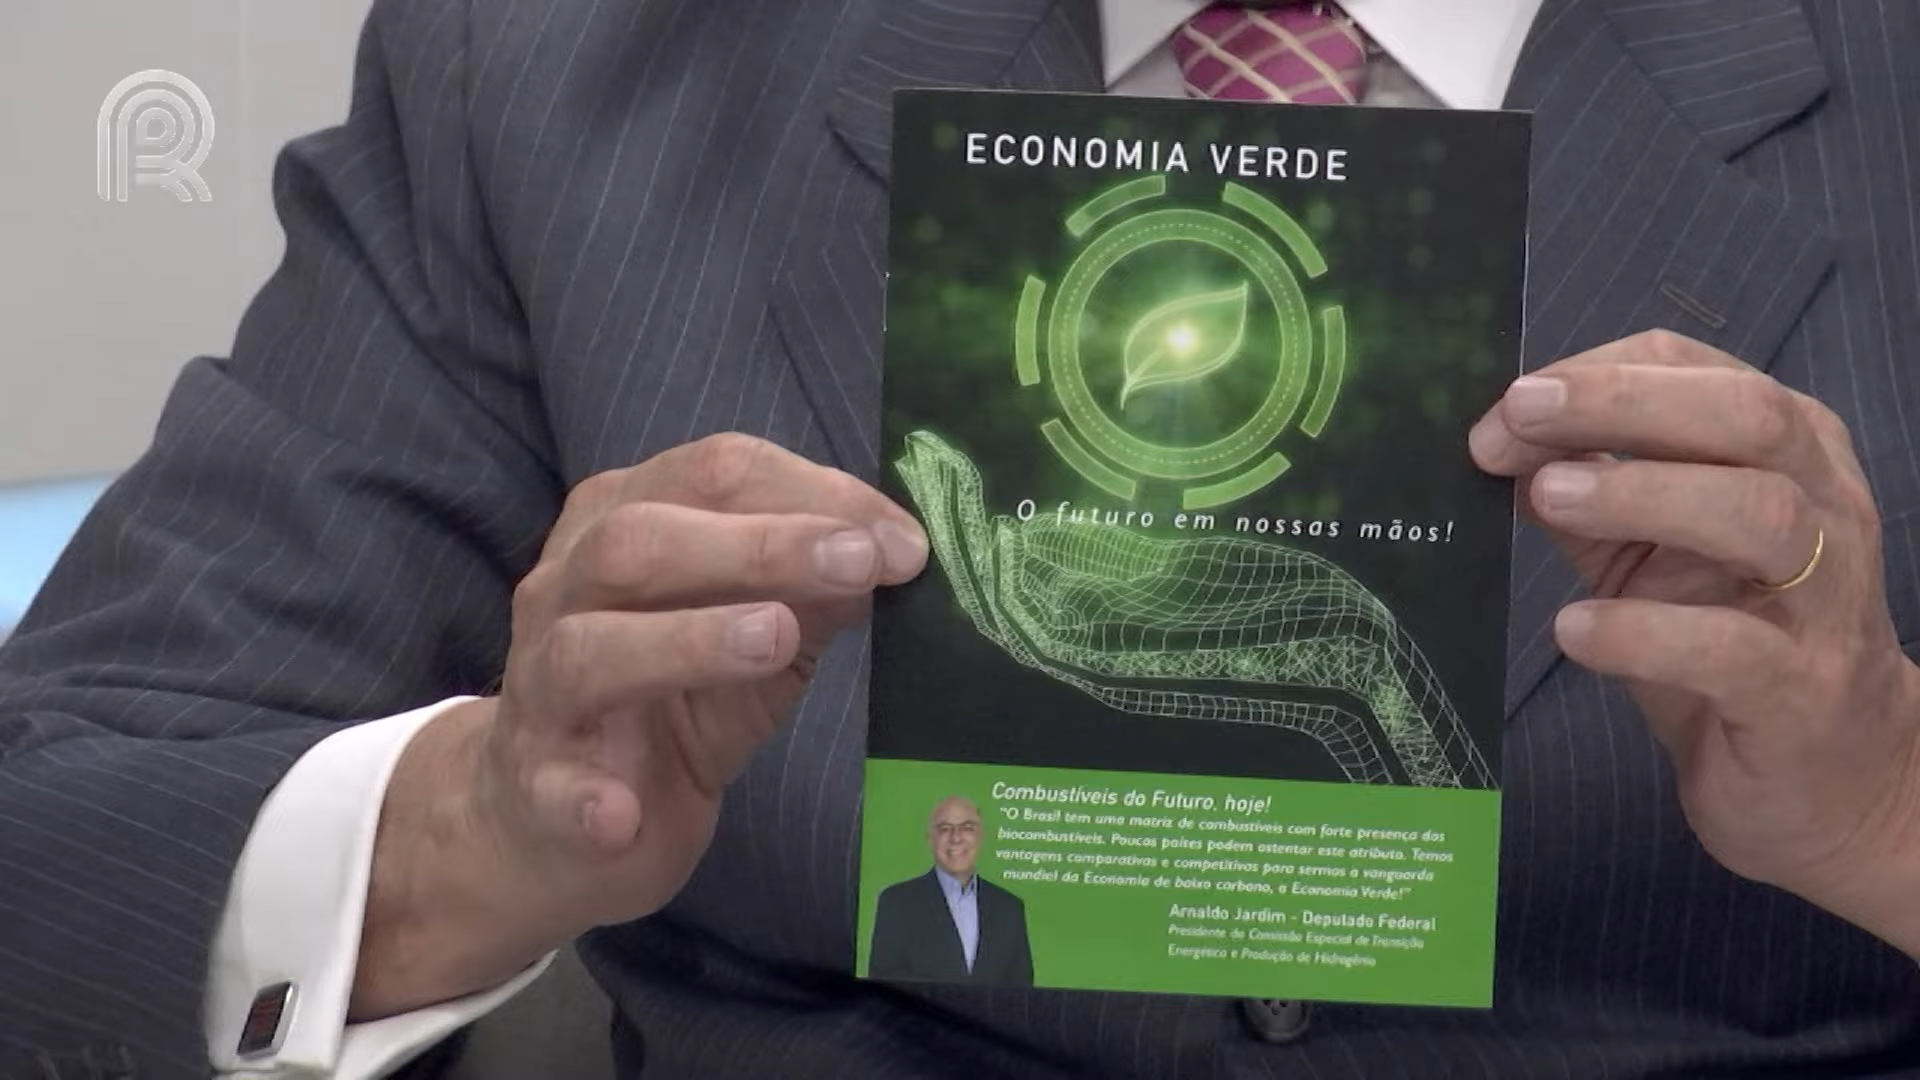 ECONOMIA VERDE
O futuro em nossas mãos!
Combustíveis do Futuro, hoje!
"O Brasil tem uma matriz de combustíveis com forte presença dos
biocombustíveis. Poucos países podem ostentar este atributo. Temos
vantagens comparativas e competitivas para sermos a vanguarda
mundial da Economia de baixo carbono, a Economia Verde!"
Arnaldo Jardim - Deputado Federal
Presidente da Comissão Especial de Transição
Energética e Produção de Hidrogênio